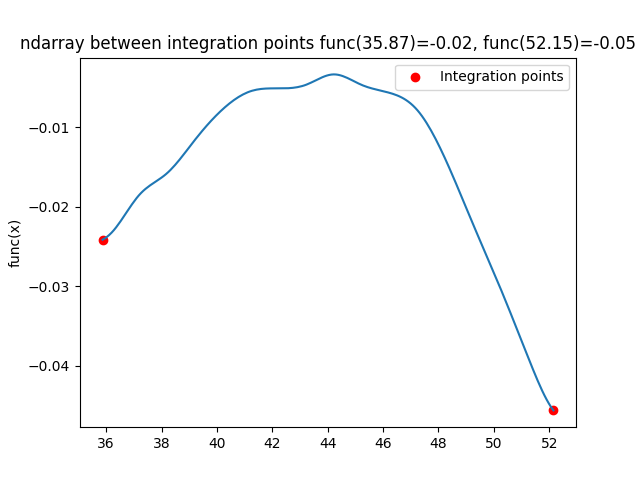 ndarray between integration points func(35.87)=-0.02, func(52.15)=-0.05
Integration points
−0.01
−0.02
−0.03
−0.04
func(x)
36 38 40 42 44 46 48 50 52